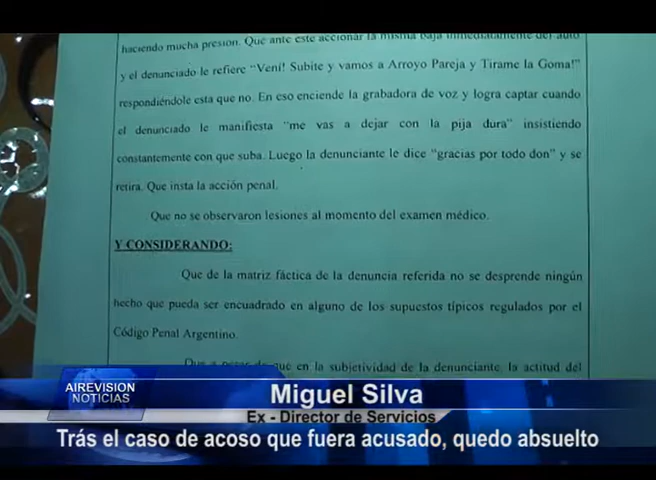 haciendo mucha presión. Que ante este accionar la misma baja inmediatamente del auto
y el denunciado le refiere "Vení! Subite y vamos a Arroyo Pareja y Tirame la Goma!"
respondiéndole esta que no. En eso enciende la grabadora de voz y logra captar cuando
el denunciado le manifiesta "me vas a dejar con la pija dura" insistiendo
constantemente con que suba. Luego la denunciante le dice "gracias por todo don" y se
retira. Que insta la acción penal.
Que no se observaron lesiones al momento del examen médico.
Y CONSIDERANDO:
Que de la matriz fáctica de la denuncia referida no se desprende ningún
hecho que pueda ser encuadrado en alguno de los supuestos típicos regulados por el
Código Penal Argentino.
Que a pesar de que en la subjetividad de la denunciante, la actitud del
AIREVISION
NOTICIAS
Miguel Silva
Ex - Director de Servicios
Trás el caso de acoso que fuera acusado, quedo absuelto